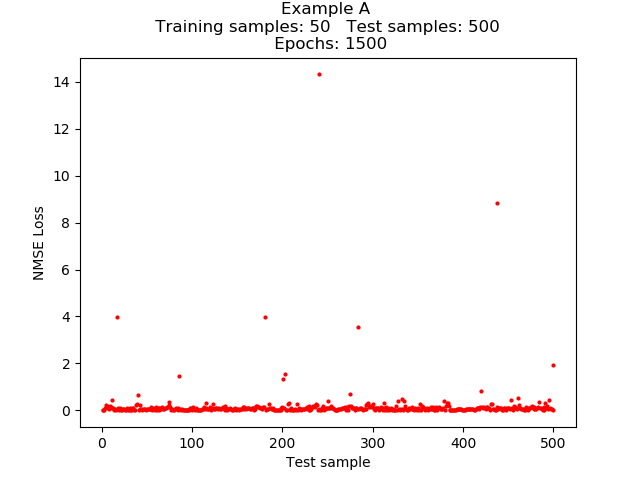 Example A
Training samples: 50   Test samples: 500
Epochs: 1500
14
12
10
8
6
4
2
0
NMSE Loss
0 100 200 300 400 500
Test sample